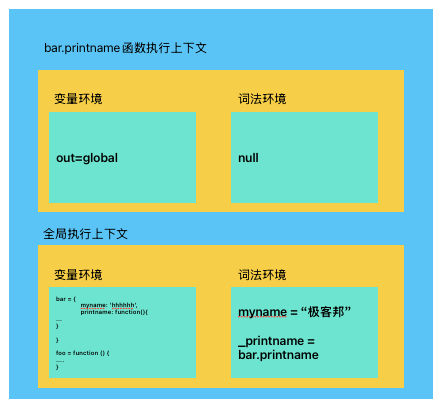 bar.printname函数执行上下文
变量环境
词法环境
out=global
null
全局执行上下文
变量环境
词法环境
bar = {
myname: 'hhhhhh',
printname: function(){
...
}
}
foo = function () {
.....
}
myname = “极客邦”
_printname =
bar.printname